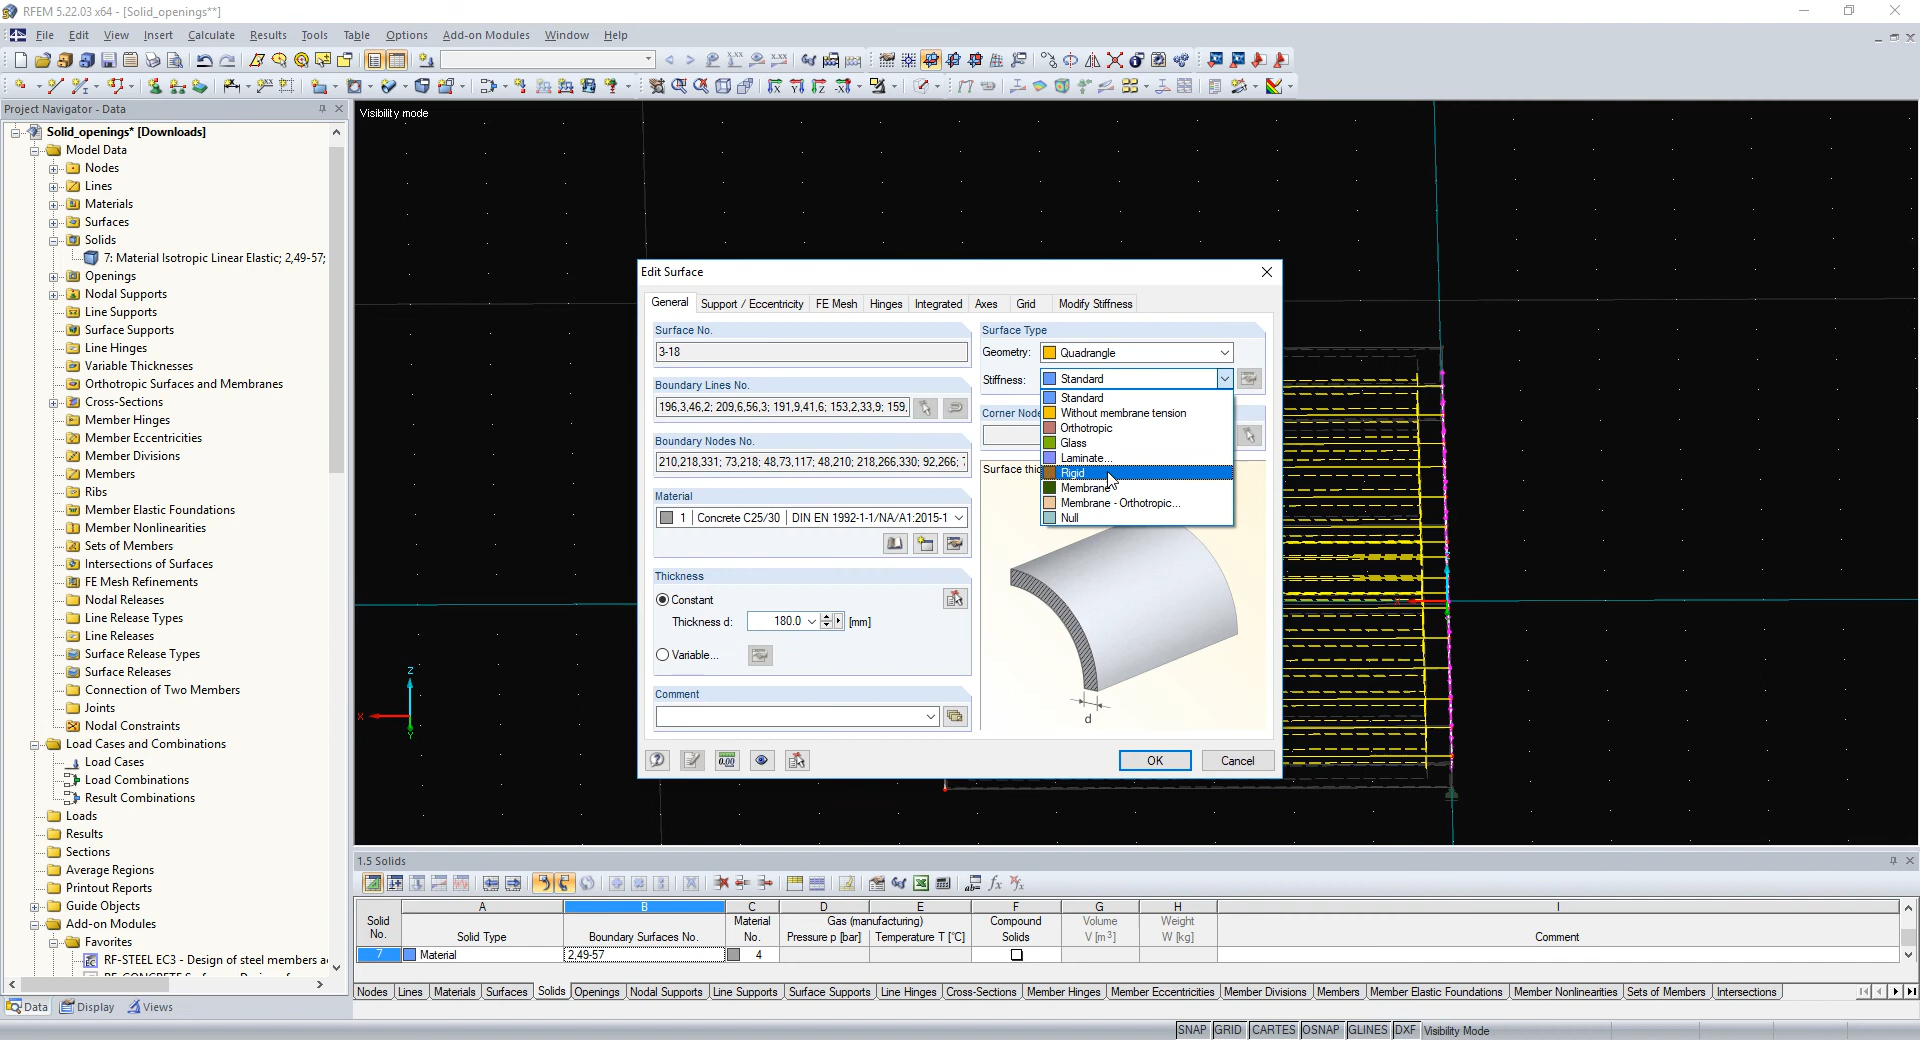 RFEM 5.22.03 x64 - [Solid_openings**]
File Edit View Insert Calculate Results Tools Table Options Add-on Modules Window Help
Project Navigator - Data
Solid_openings* [Downloads]
Model Data
Nodes
Lines
Materials
Surfaces
Solids
7: Material Isotropic Linear Elastic; 2,49-57;
Openings
Nodal Supports
Line Supports
Surface Supports
Line Hinges
Variable Thicknesses
Orthotropic Surfaces and Membranes
Cross-Sections
Member Hinges
Member Eccentricities
Member Divisions
Members
Ribs
Member Elastic Foundations
Member Nonlinearities
Sets of Members
Intersections of Surfaces
FE Mesh Refinements
Nodal Releases
Line Release Types
Line Releases
Surface Release Types
Surface Releases
Connection of Two Members
Joints
Nodal Constraints
Load Cases and Combinations
Load Cases
Load Combinations
Result Combinations
Loads
Results
Sections
Average Regions
Printout Reports
Guide Objects
Add-on Modules
Favorites
RF-STEEL EC3 - Design of steel members a
Data Display Views
Visibility mode
Z
X
Y
Edit Surface
General Support / Eccentricity FE Mesh Hinges Integrated Axes Grid Modify Stiffness
Surface No.
3-18
Boundary Lines No.
196,3,46,2; 209,6,56,3; 191,9,41,6; 153,2,33,9; 159,
Boundary Nodes No.
210,218,331; 73,218; 48,73,117; 48,210; 218,266,330; 92,266;
Material
1 Concrete C25/30 DIN EN 1992-1-1/NA/A1:2015-1
Thickness
Constant
Thickness d: 180.0 [mm]
Variable...
Comment
Surface Type
Geometry: Quadrangle
Stiffness: Standard
Standard
Without membrane tension
Orthotropic
Glass
Laminate...
Rigid
Membrane
Membrane - Orthotropic...
Null
Corner Node
Surface thic
d
0.00
OK Cancel
1.5 Solids
A B C D E F G H I
Solid No.
Solid Type
Boundary Surfaces No.
Material No.
Gas (manufacturing)
Pressure p [bar] Temperature T [°C]
Compound Solids
Volume V [m³]
Weight W [kg]
Comment
7 Material 2,49-57 4
Nodes Lines Materials Surfaces Solids Openings Nodal Supports Line Supports Surface Supports Line Hinges Cross-Sections Member Hinges Member Eccentricities Member Divisions Members Member Elastic Foundations Member Nonlinearities Sets of Members Intersections
SNAP GRID CARTES OSNAP GLINES DXF Visibility Mode